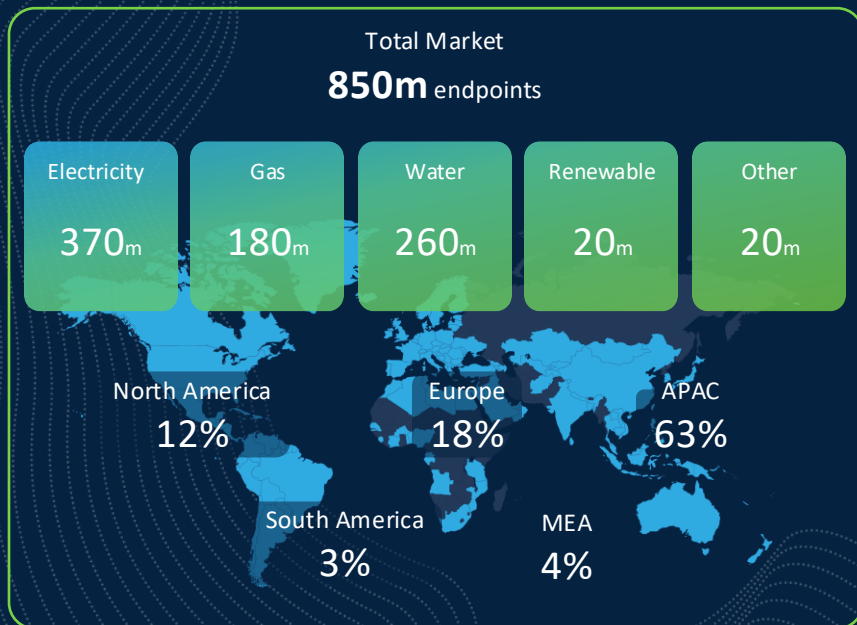 Total Market
850m endpoints
Electricity
370m
Gas
180m
Water
260m
Renewable
20m
Other
20m
North America
12%
Europe
18%
APAC
63%
South America
3%
MEA
4%